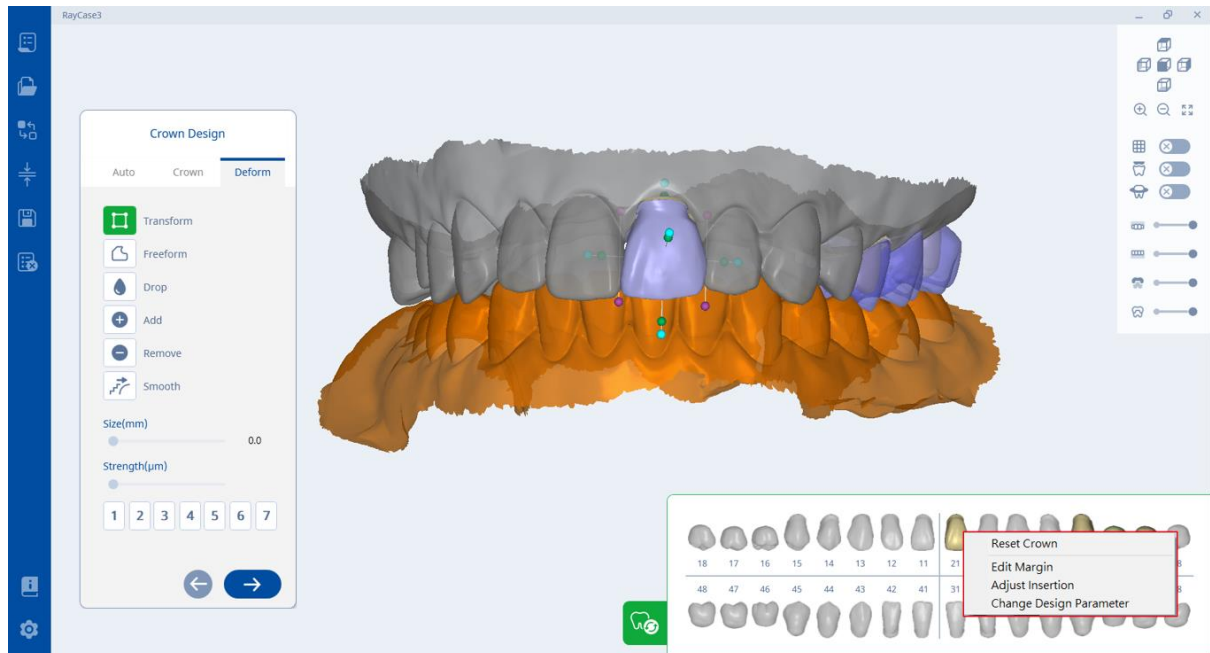 RayCase3
Crown Design
Auto Crown Deform
Transform
Freeform
Drop
Add
Remove
Smooth
Size(mm)
0.0
Strength(μm)
1 2 3 4 5 6 7
18 17 16 15 14 13 12 11 21 8
48 47 46 45 44 43 42 41 31 8
Reset Crown
Edit Margin
Adjust Insertion
Change Design Parameter